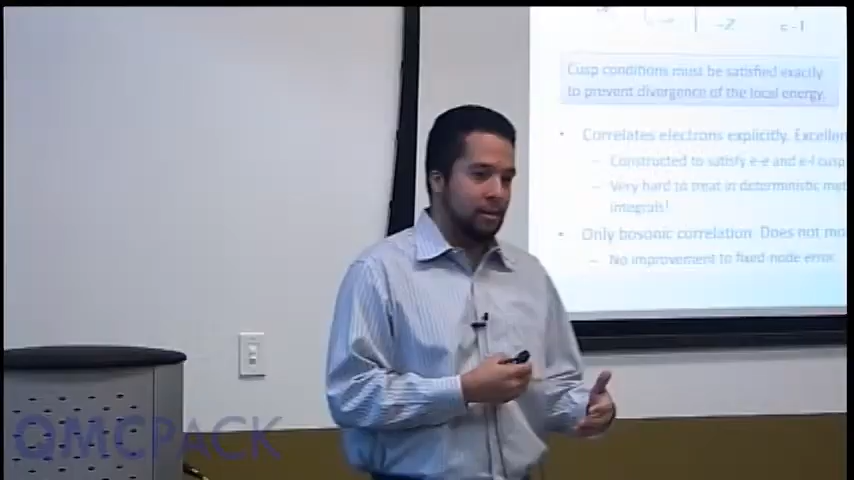 -2
= -1
Cusp conditions must be satisfied exactly
to prevent divergence of the local energy.
• Correlates electrons explicitly. Excellen
– Constructed to satisfy e-e and e-I cusp
– Very hard to treat in deterministic met
integrals!
• Only bosonic correlation. Does not mo
– No improvement to fixed node error.
QMCPACK